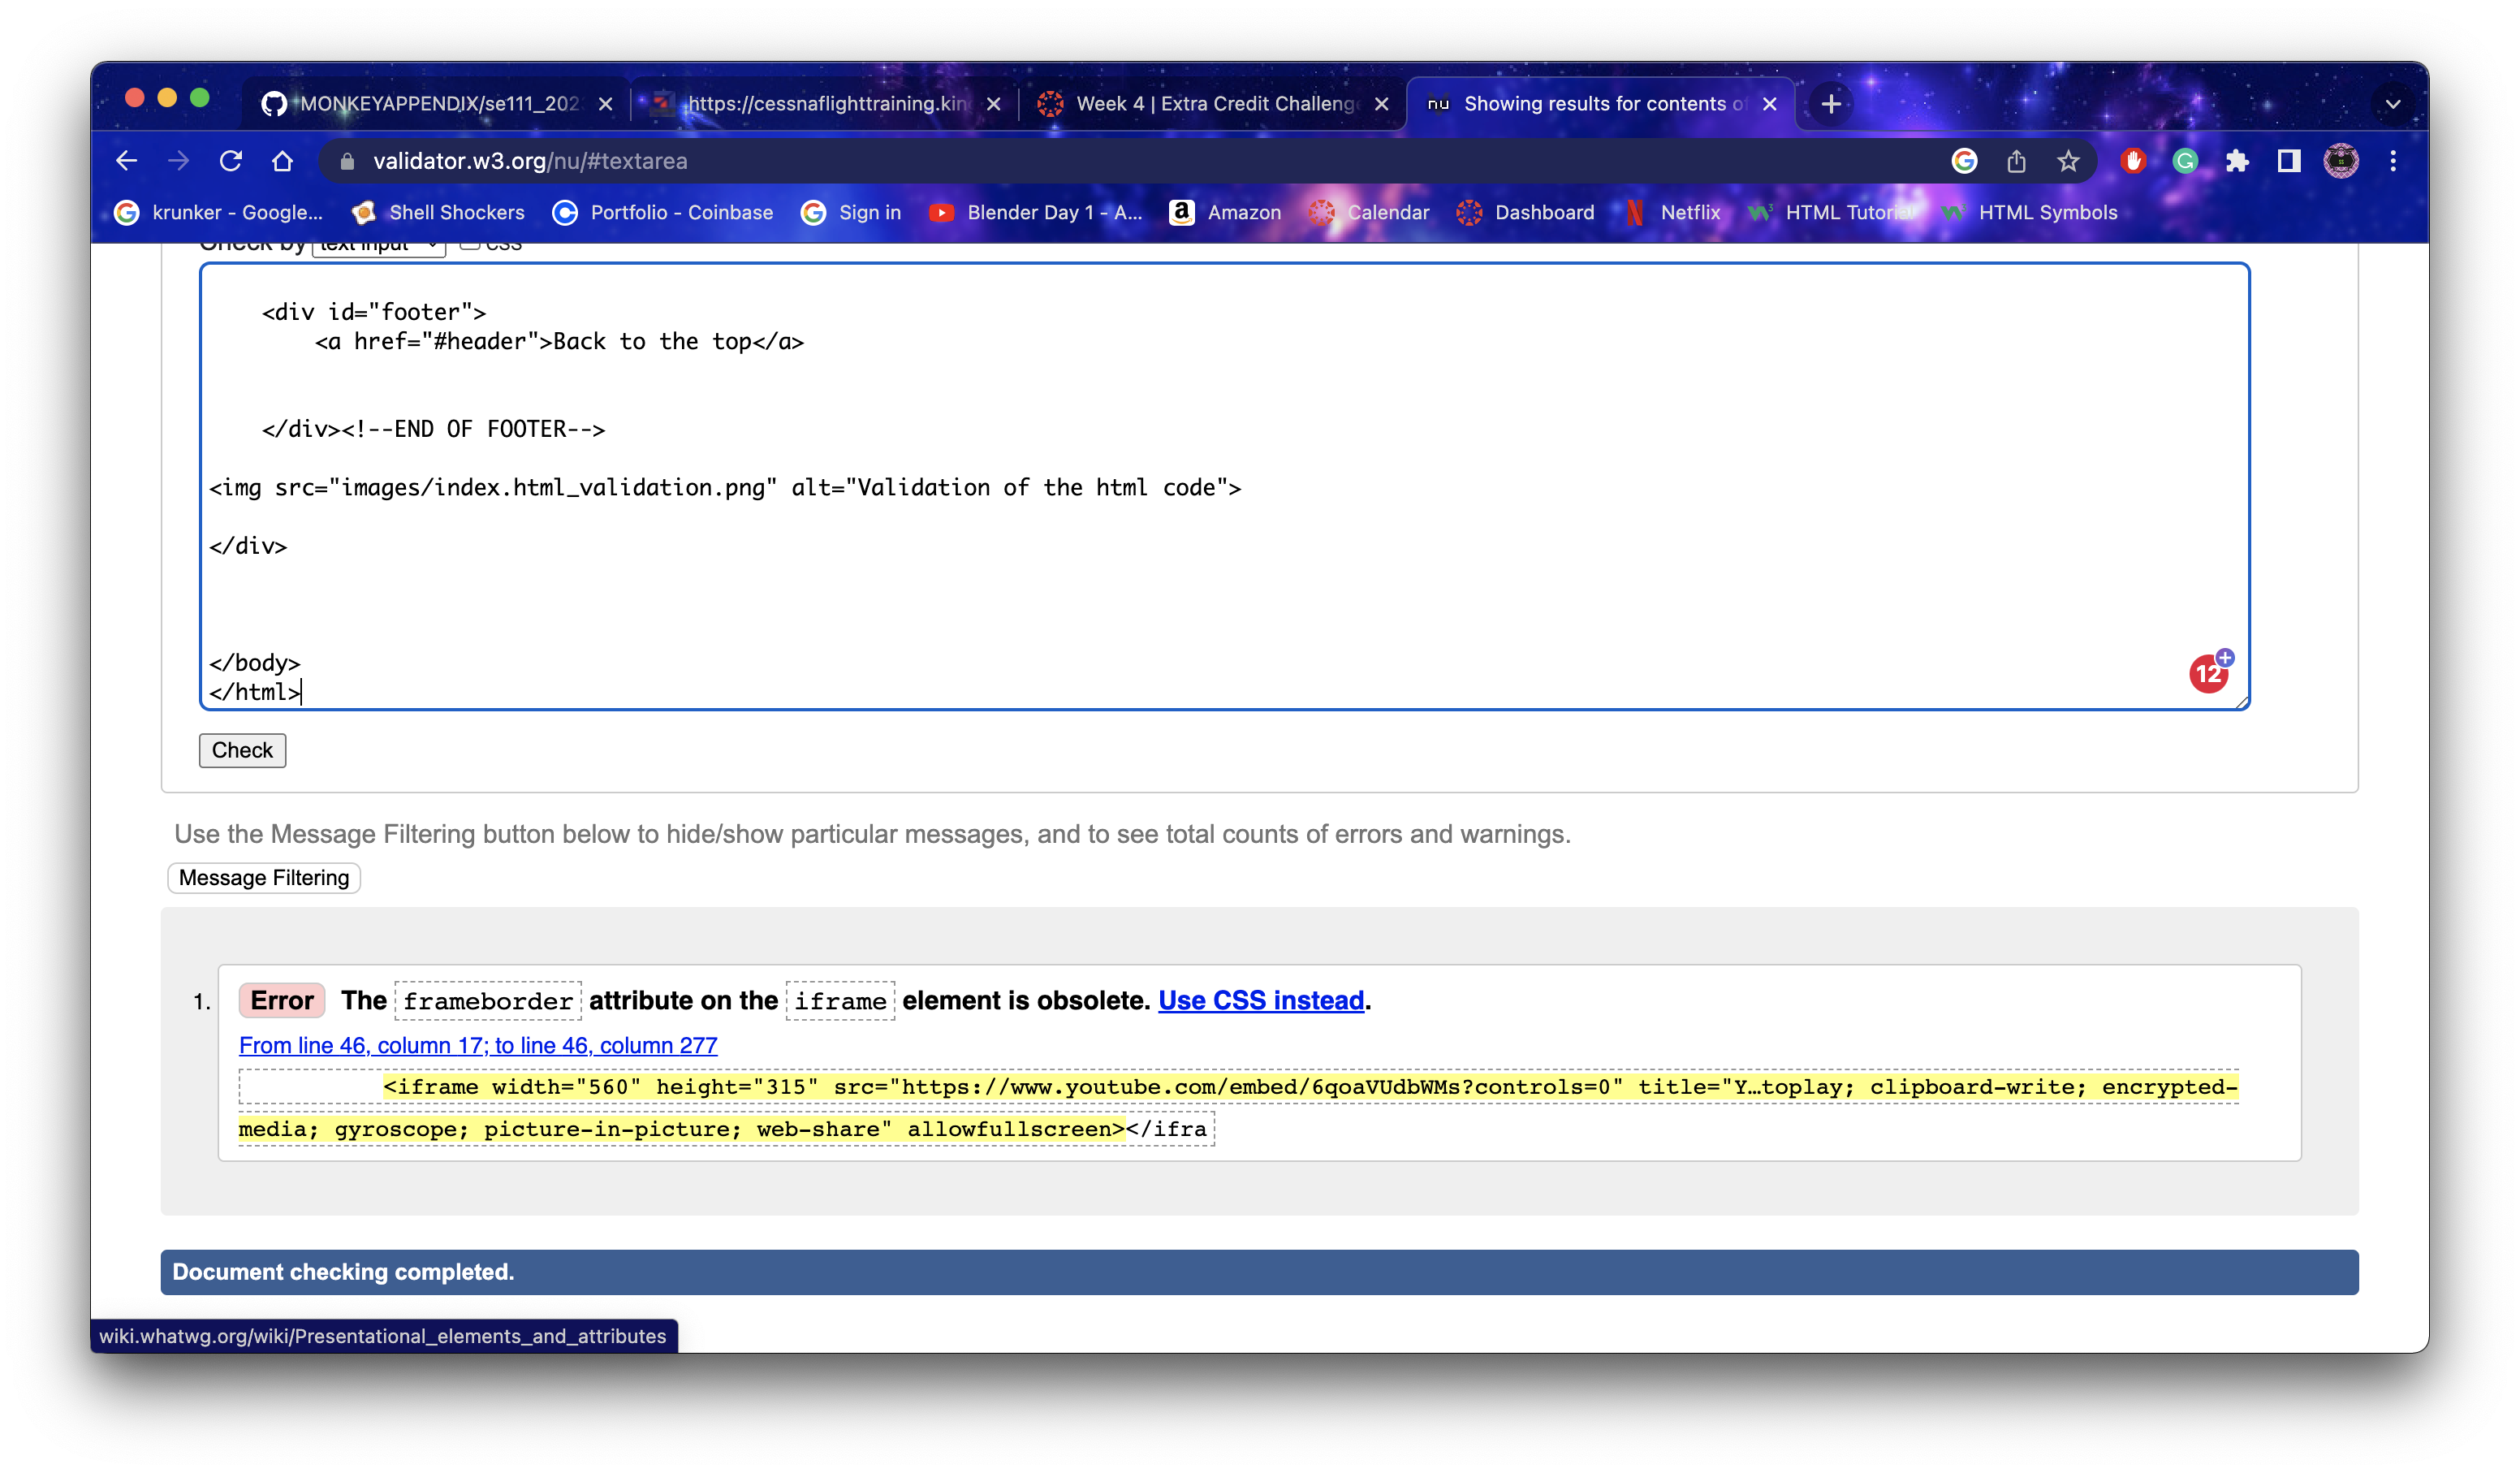 MONKEYAPPENDIX/se111_202
https://cessnaflighttraining.kin
Week 4 | Extra Credit Challenge
nu Showing results for contents of
validator.w3.org/nu/#textarea
krunker - Google... Shell Shockers Portfolio - Coinbase Sign in Blender Day 1 - A... Amazon Calendar Dashboard Netflix HTML Tutorial HTML Symbols
Check by text input css
<div id="footer">
<a href="#header">Back to the top</a>
</div><!--END OF FOOTER-->
<img src="images/index.html_validation.png" alt="Validation of the html code">
</div>
</body>
</html>
12
Check
Use the Message Filtering button below to hide/show particular messages, and to see total counts of errors and warnings.
Message Filtering
1. Error The frameborder attribute on the iframe element is obsolete. Use CSS instead.
From line 46, column 17; to line 46, column 277
<iframe width="560" height="315" src="https://www.youtube.com/embed/6qoaVUdbWMs?controls=0" title="Y…toplay; clipboard-write; encrypted-
media; gyroscope; picture-in-picture; web-share" allowfullscreen></ifra
Document checking completed.
wiki.whatwg.org/wiki/Presentational_elements_and_attributes